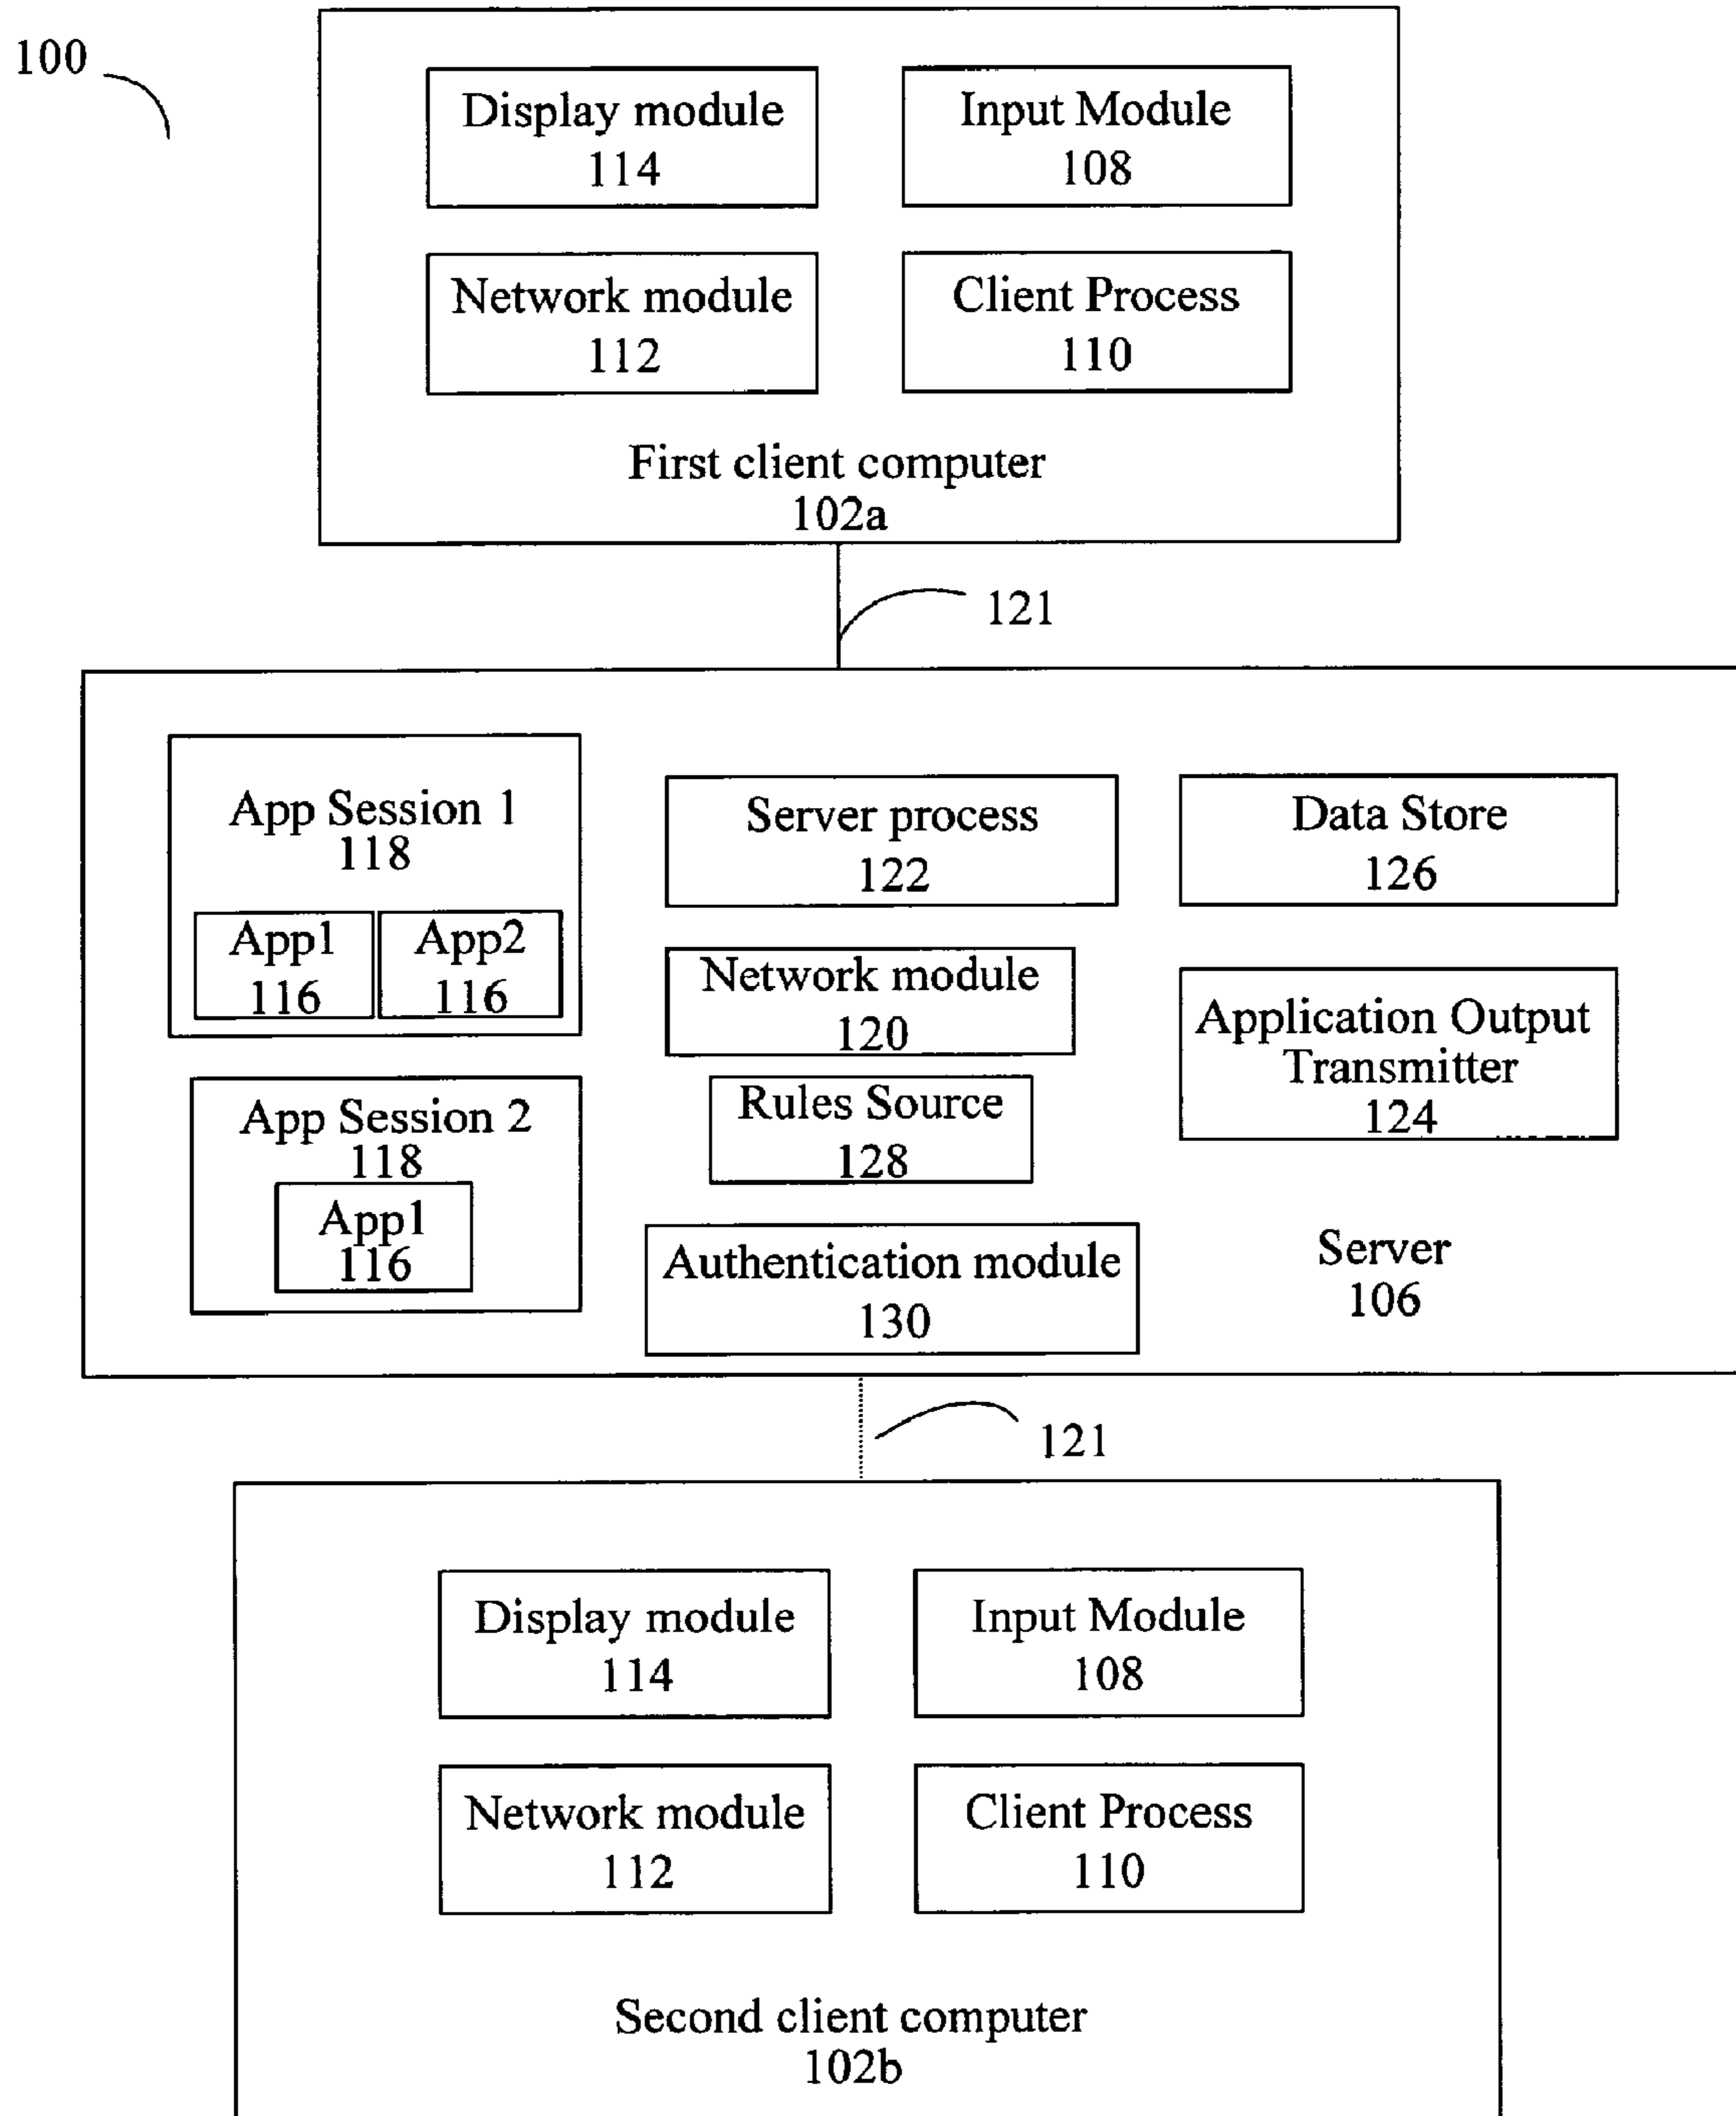 100
Display module
114
Input Module
108
Network module
112
Client Process
110
First client computer
102a
121
App Session 1
118
App1
116
App2
116
Server process
122
Data Store
126
Network module
120
Application Output
Transmitter
124
Rules Source
128
App Session 2
118
App1
116
Authentication module
130
Server
106
121
Display module
114
Input Module
108
Network module
112
Client Process
110
Second client computer
102b